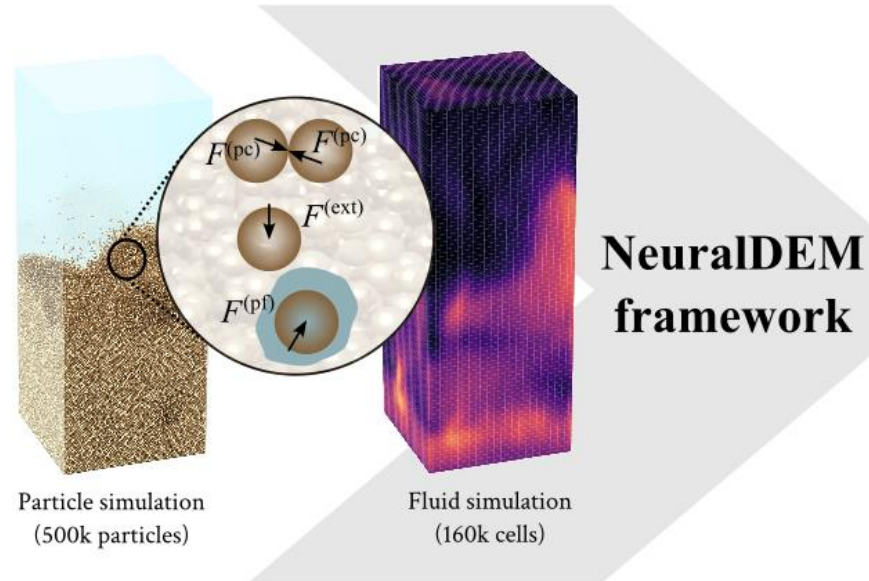 F^(pc) F^(pc)
F^(ext)
F^(pf)
NeuralDEM
framework
Particle simulation
(500k particles)
Fluid simulation
(160k cells)